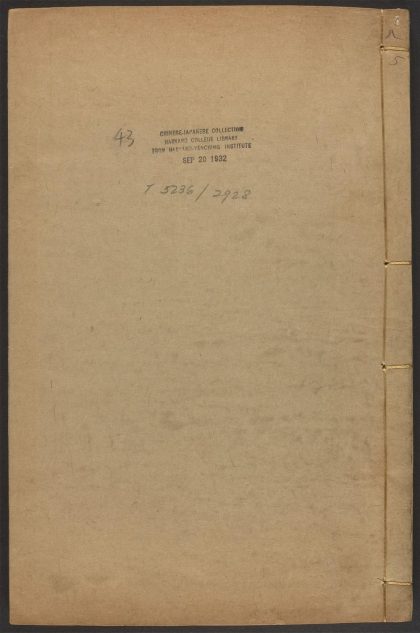 43
CHINESE-JAPANESE COLLECTION
HARVARD COLLEGE LIBRARY
FROM HARVARD-YENCHING INSTITUTE
SEP 20 1932
T 5236/2928